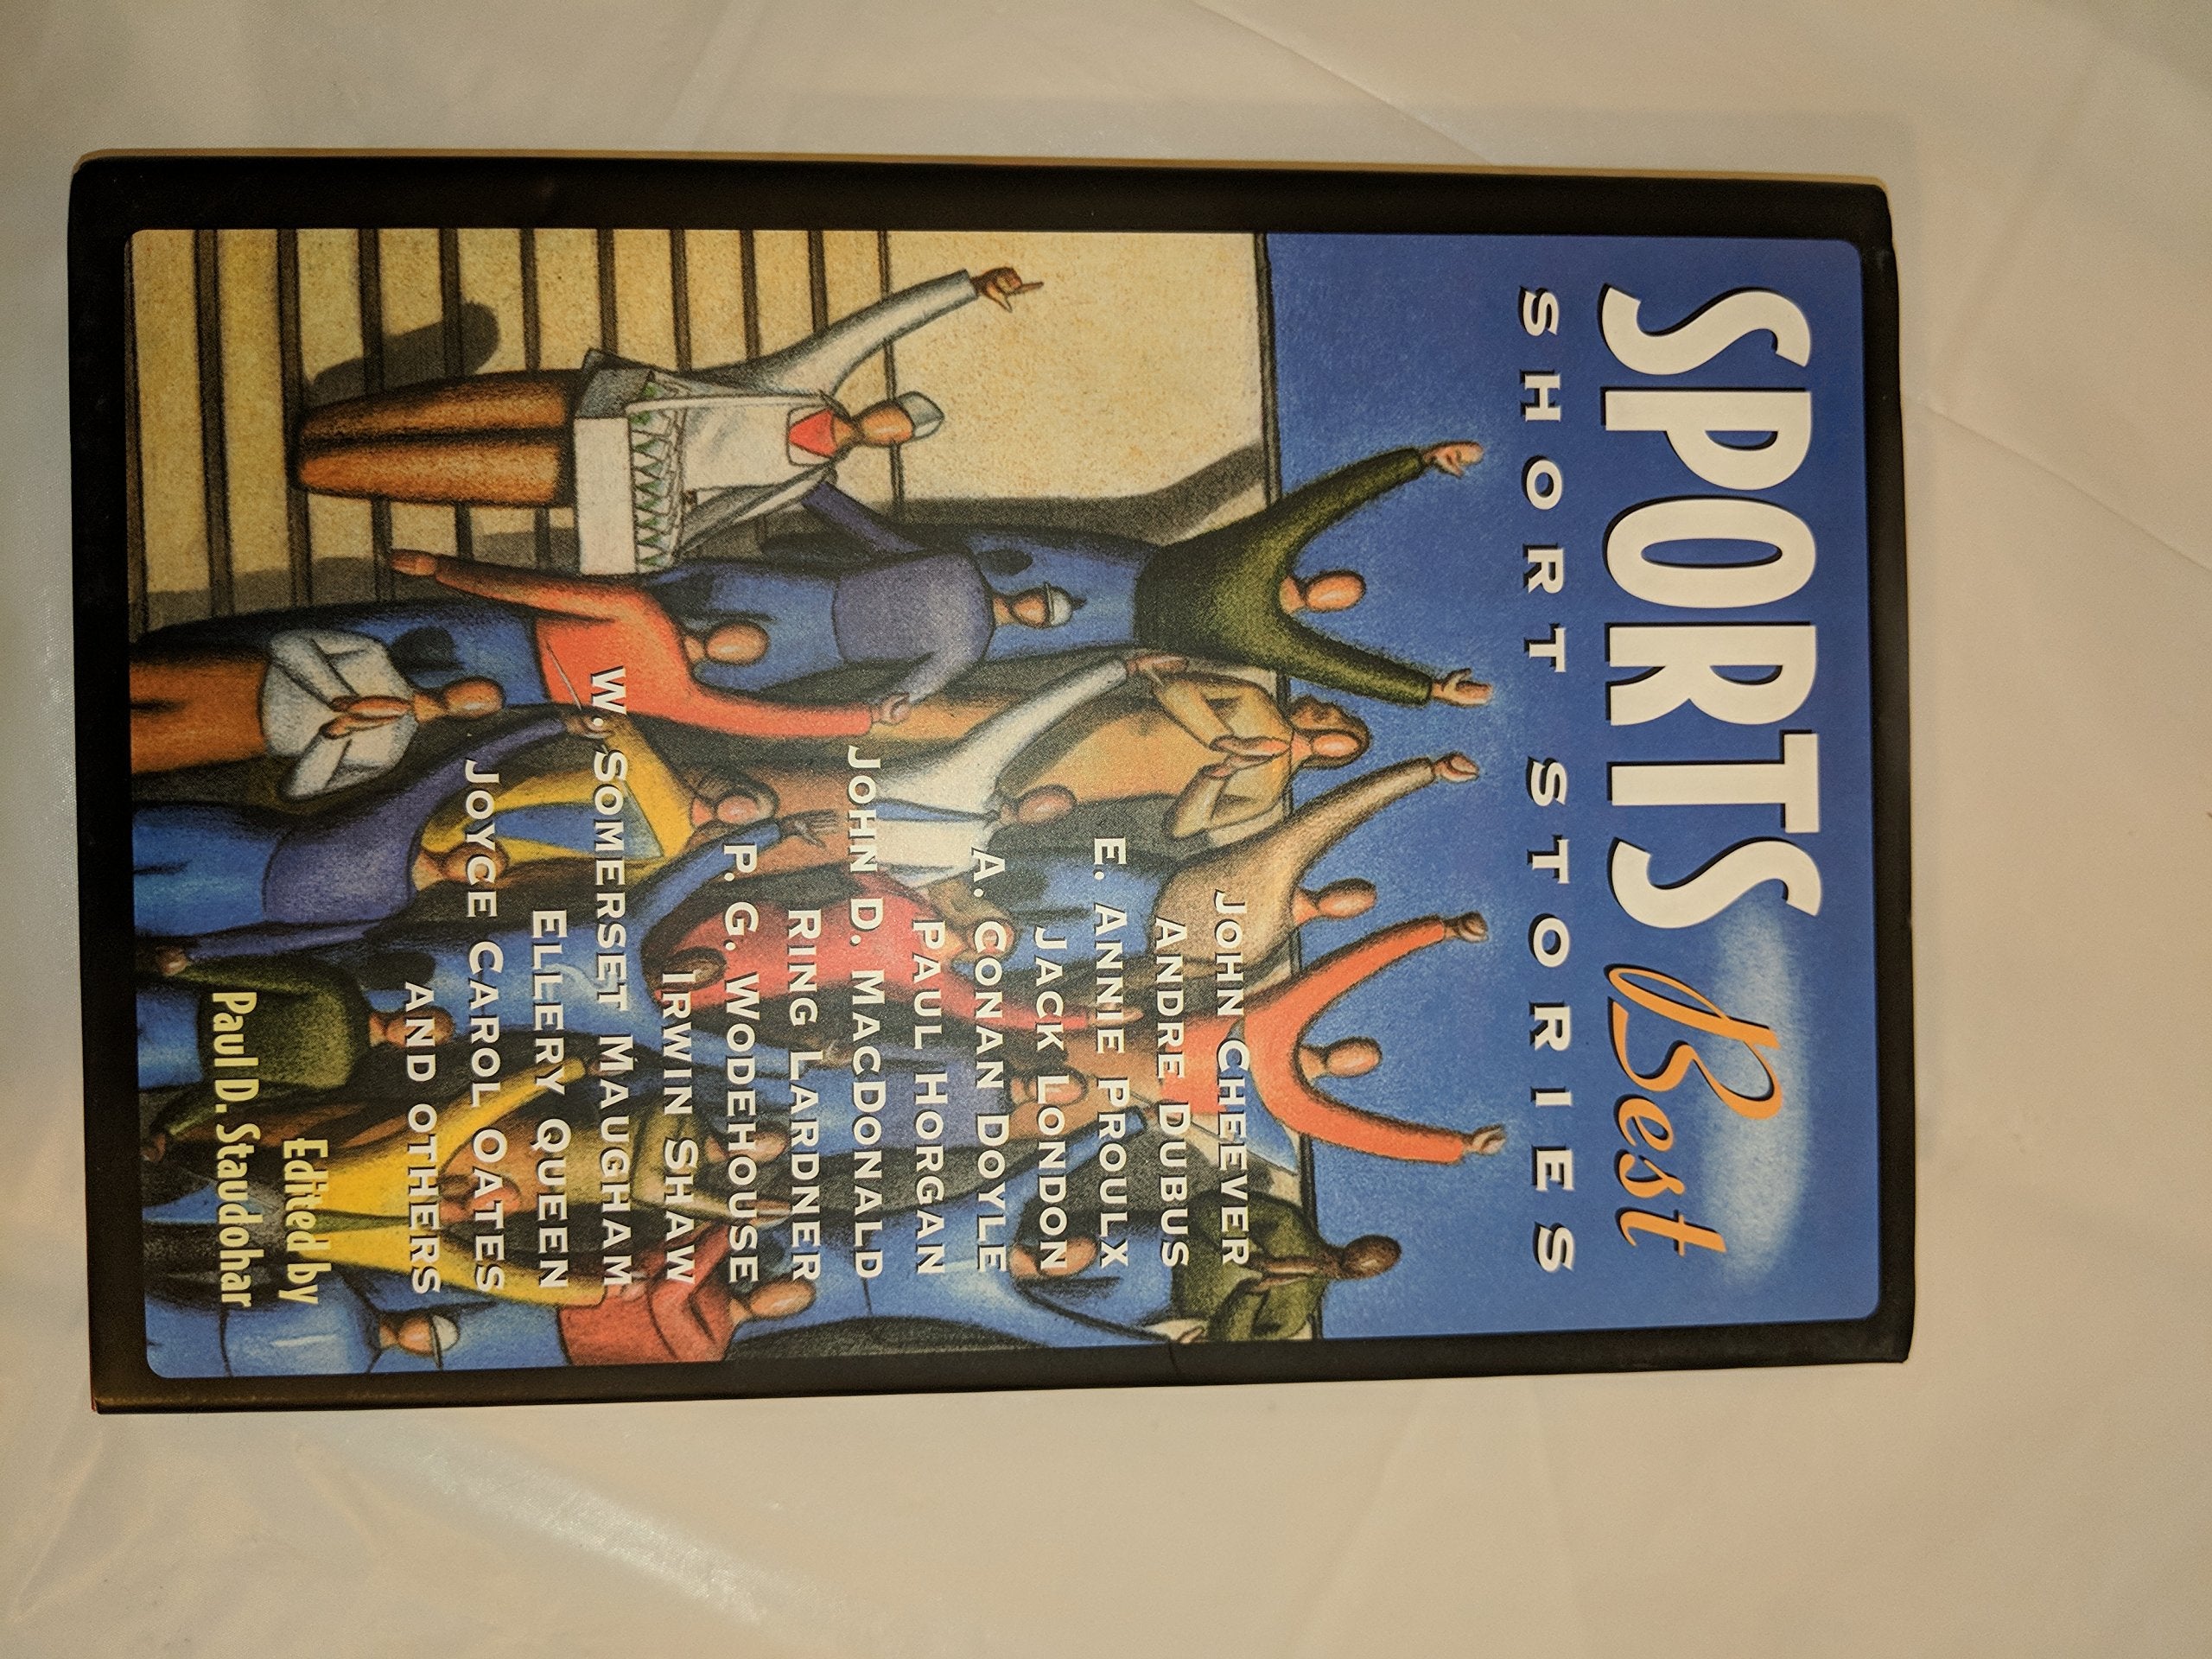 SPORTS Best
SHORT STORIES
JOHN CHEEVER
ANDRE DUBUS
E. ANNIE PROULX
JACK LONDON
A. CONAN DOYLE
PAUL HORGAN
JOHN D. MACDONALD
RING LARDNER
P. G. WODEHOUSE
IRWIN SHAW
W. SOMERSET MAUGHAM
ELLERY QUEEN
JOYCE CAROL OATES
AND OTHERS
Edited by
Paul D. Staudohar